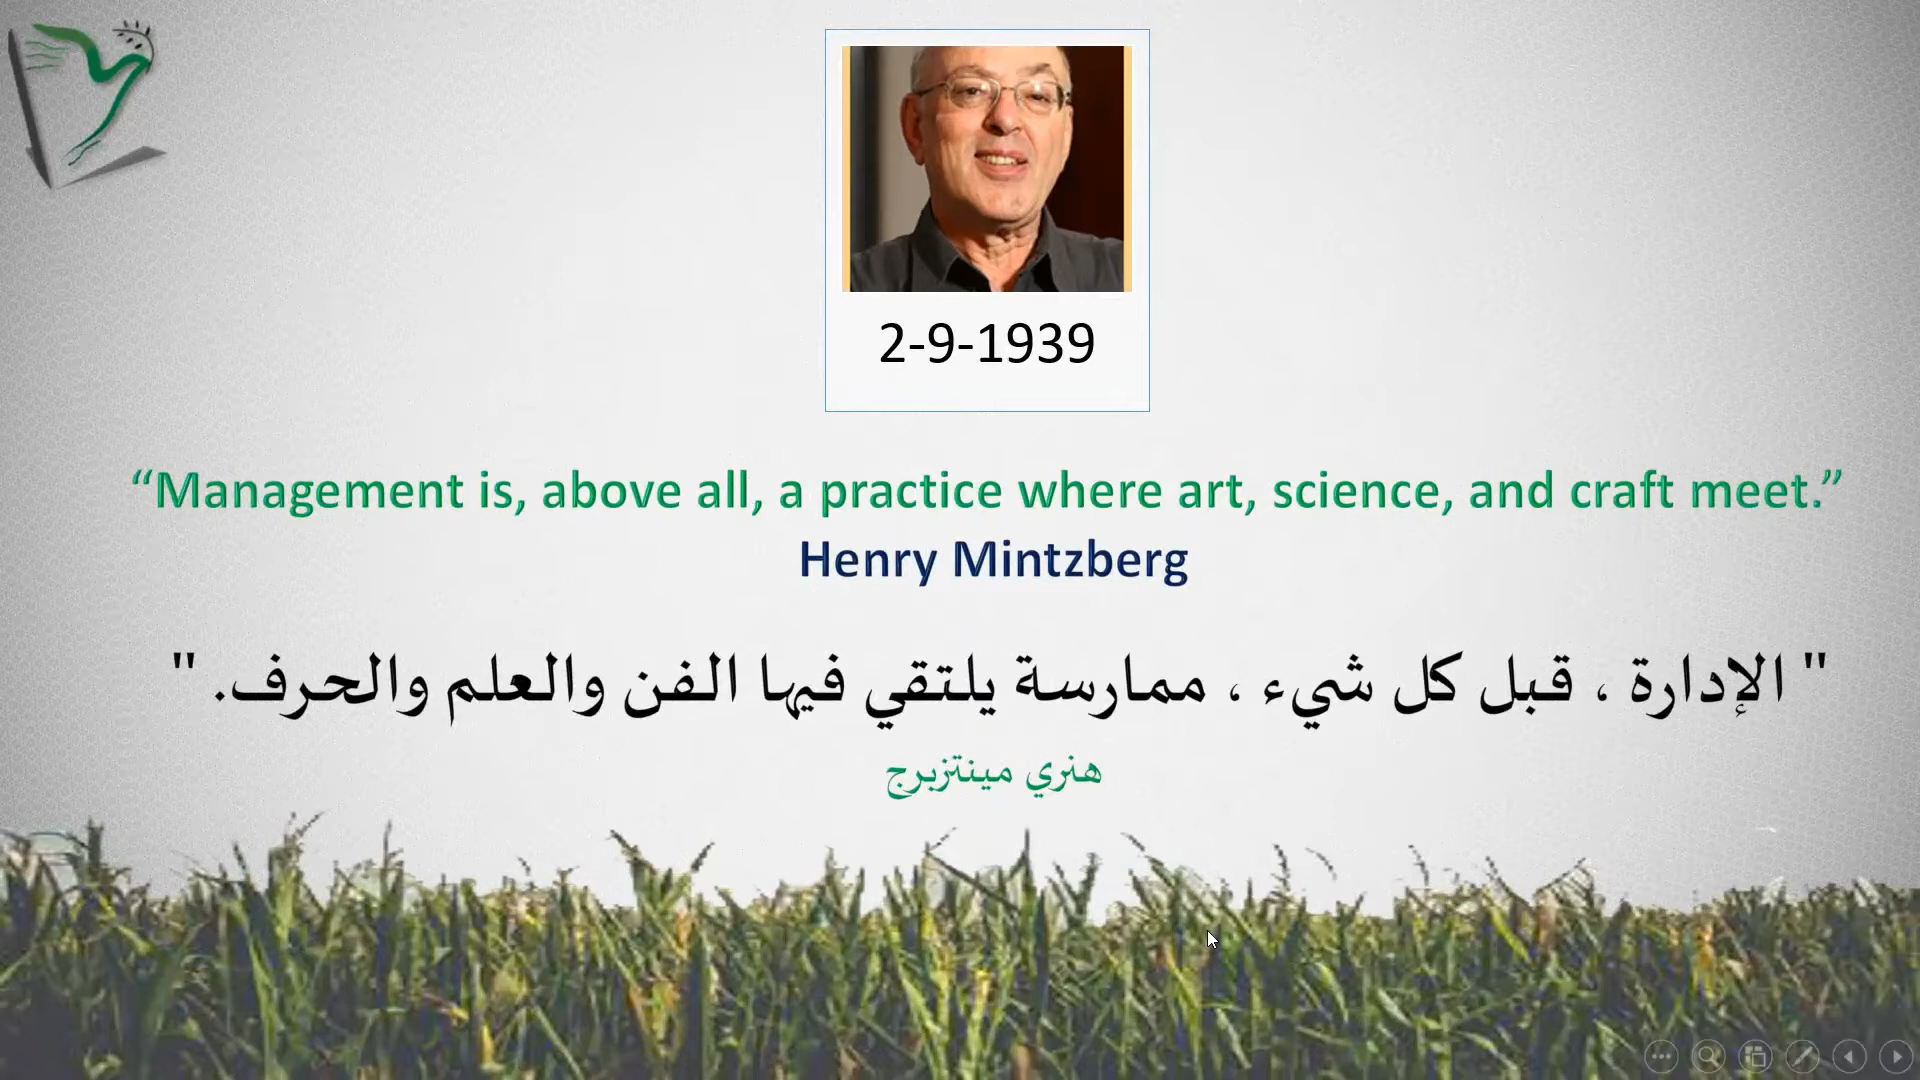 2-9-1939
“Management is, above all, a practice where art, science, and craft meet.”
Henry Mintzberg
" الإدارة ، قبل كل شيء ، ممارسة يلتقي فيها الفن والعلم والحرف. "
هنري مينتزبرج